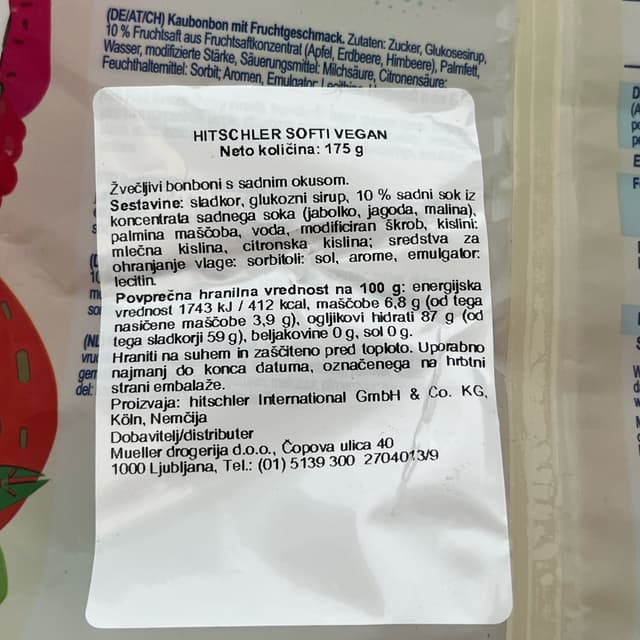 (DE/AT/CH) Kaubonbon mit Fruchtgeschmack. Zutaten: Zucker, Glukosesirup,
10 % Fruchtsaft aus Fruchtsaftkonzentrat (Apfel, Erdbeere, Himbeere), Palmfett,
Wasser, modifizierte Stärke, Säuerungsmittel: Milchsäure, Citronensäure;
Feuchthaltemittel: Sorbit; Aromen, Emulgator:
HITSCHLER SOFTI VEGAN
Neto količina: 175 g
Žvečljivi bonboni s sadnim okusom.
Sestavine: sladkor, glukozni sirup, 10 % sadni sok iz
koncentrata sadnega soka (jabolko, jagoda, malina),
palmina maščoba, voda, modificiran škrob, kislini:
mlečna kislina, citronska kislina; sredstva za
ohranjanje vlage: sorbitoli: sol, arome, emulgator:
lecitin.
Povprečna hranilna vrednost na 100 g: energijska
vrednost 1743 kJ / 412 kcal, maščobe 6,8 g (od tega
nasičene maščobe 3,9 g), ogljikovi hidrati 87 g (od
tega sladkorji 59 g), beljakovine 0 g, sol 0 g.
Hraniti na suhem in zaščiteno pred toploto. Uporabno
najmanj do konca datuma, označenega na hrbtni
strani embalaže.
Proizvaja: hitschler International GmbH & Co. KG,
Köln, Nemčija
Dobavitelj/distributer
Mueller drogerija d.o.o., Čopova ulica 40
1000 Ljubljana, Tel.: (01) 5139 300 2704013/9